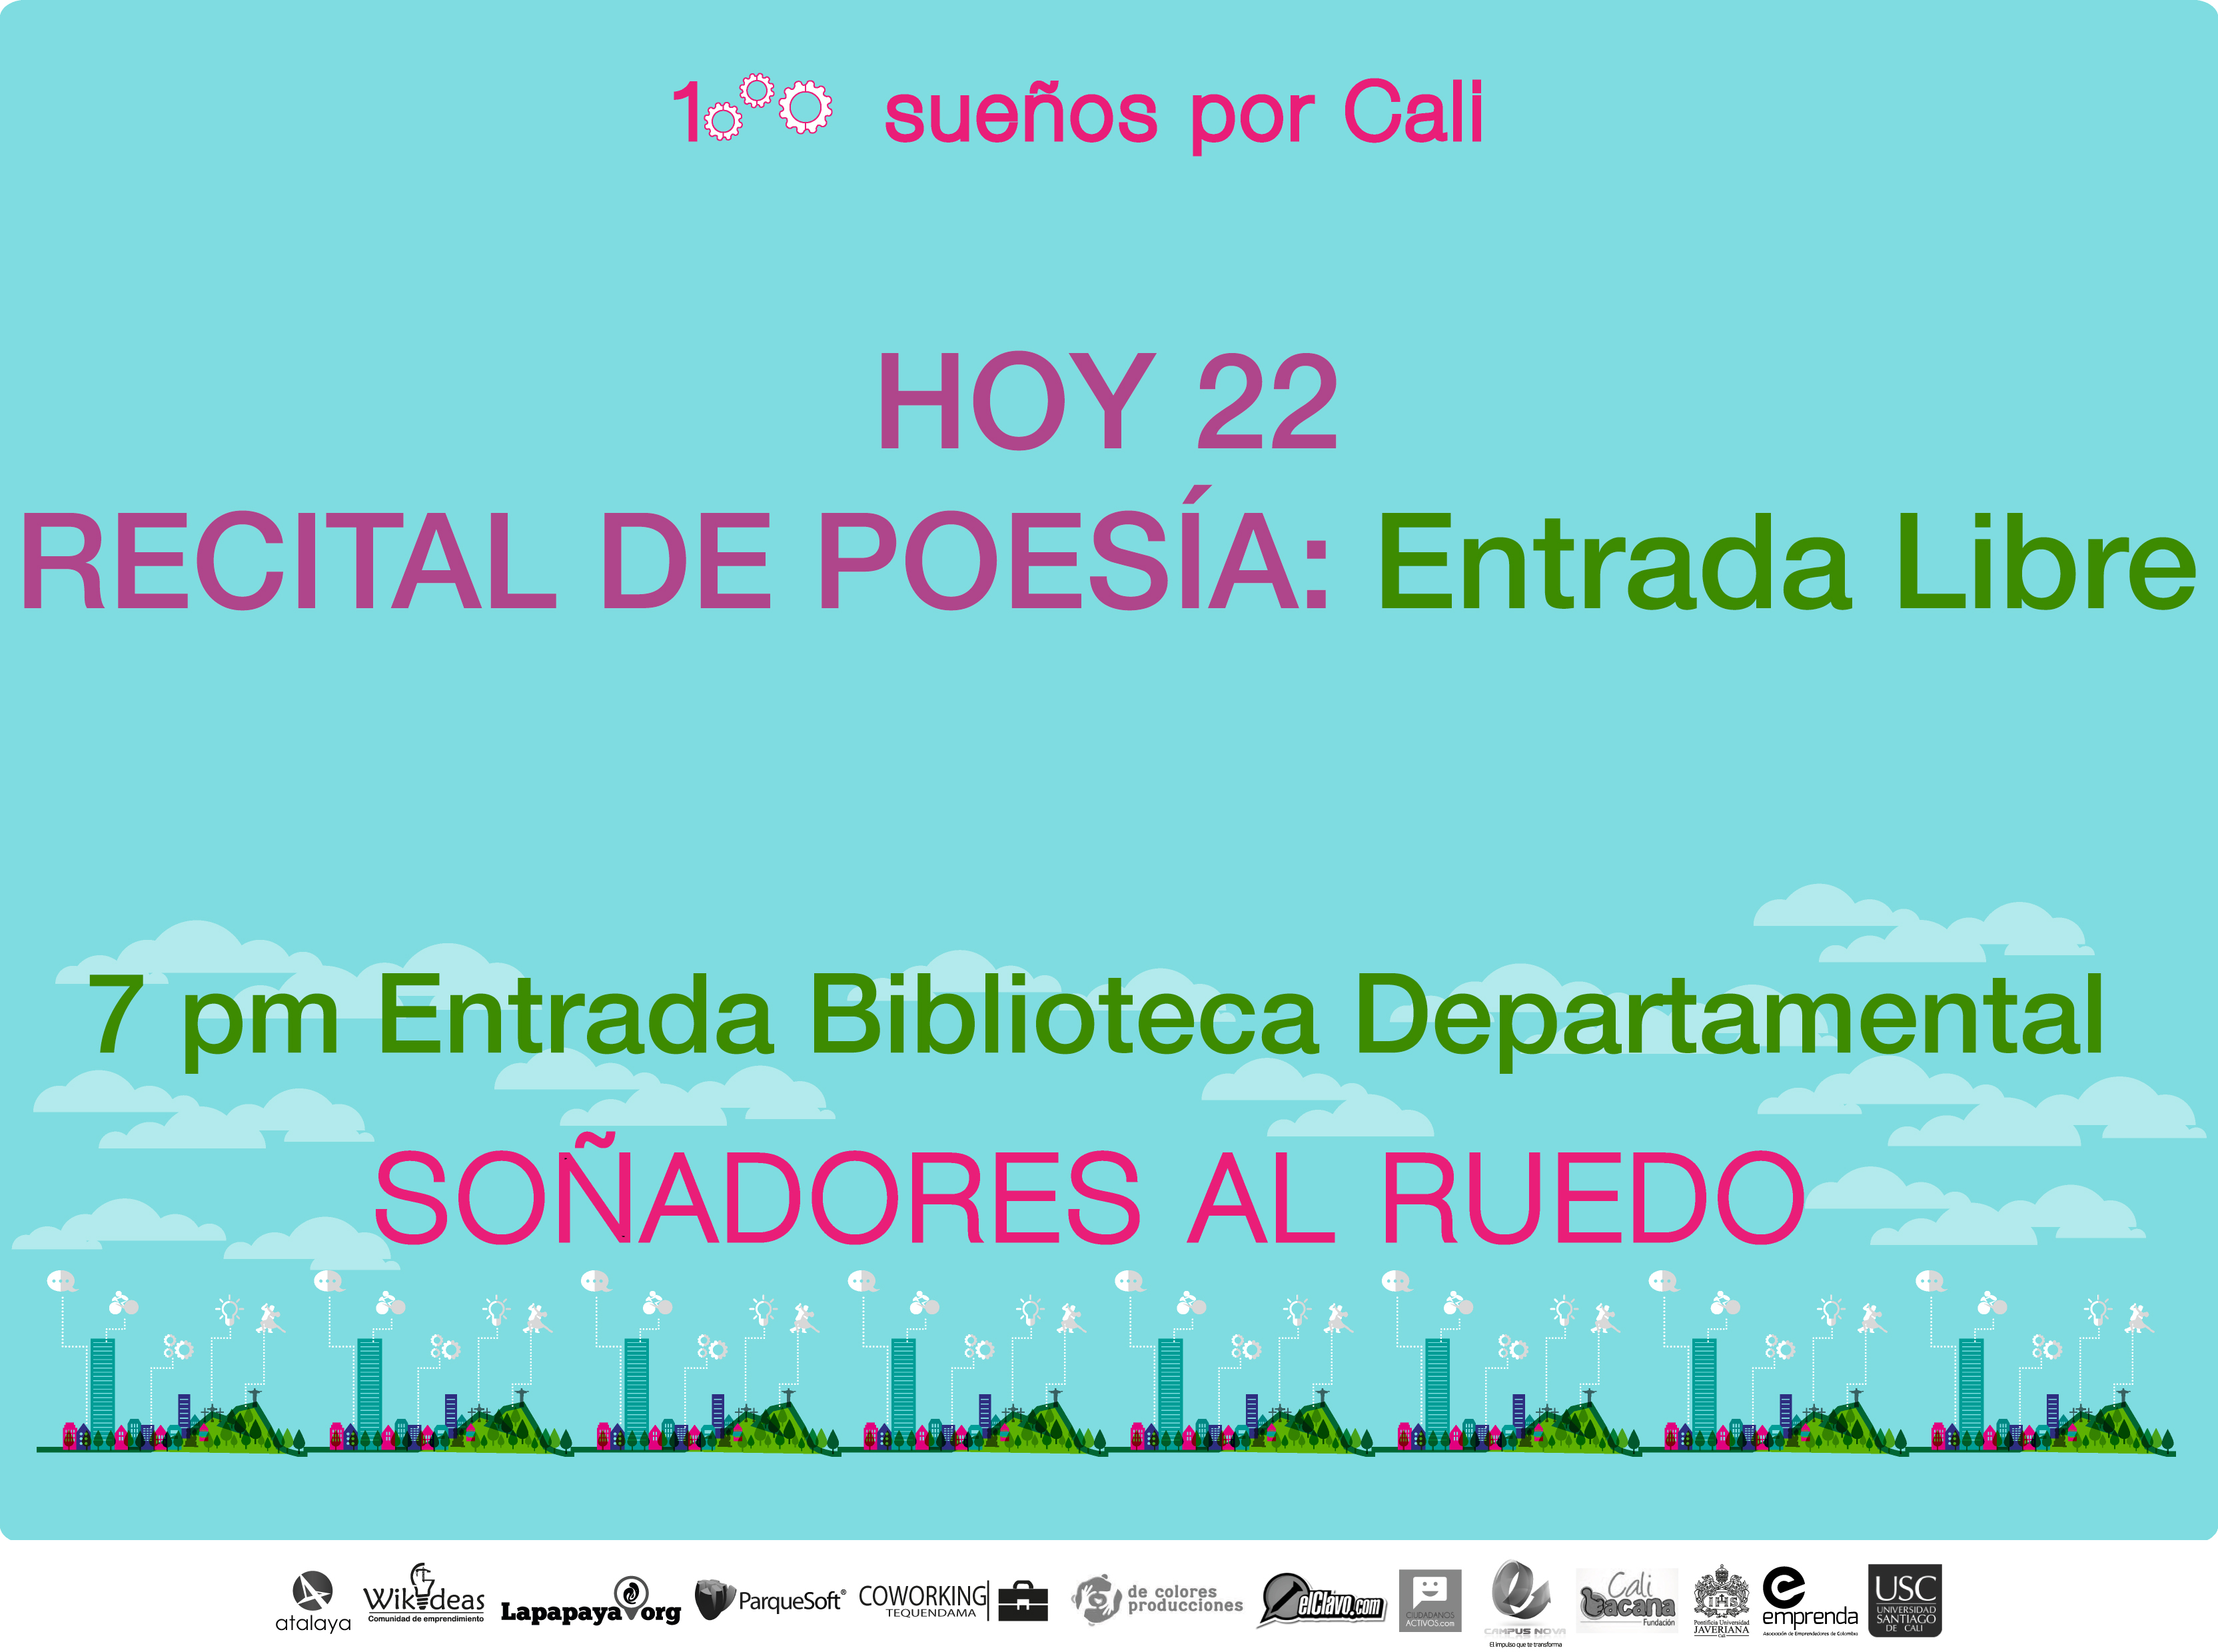 1000 sueños por Cali
HOY 22
RECITAL DE POESÍA: Entrada Libre
7 pm Entrada Biblioteca Departamental
SOÑADORES AL RUEDO
atalaya
Wikideas
Comunidad de emprendimiento
Lapapaya org
ParqueSoft®
COWORKING
TEQUENDAMA
de colores
producciones
elClavo.com
CIUDADANOS
ACTIVOS.com
CAMPUS NOVA
El impulso que te transforma
Cali
Bacana
Fundación
Pontificia Universidad
JAVERIANA
Cali
emprenda
Asociación de Emprendedores de Colombia
USC
UNIVERSIDAD
SANTIAGO
DE CALI